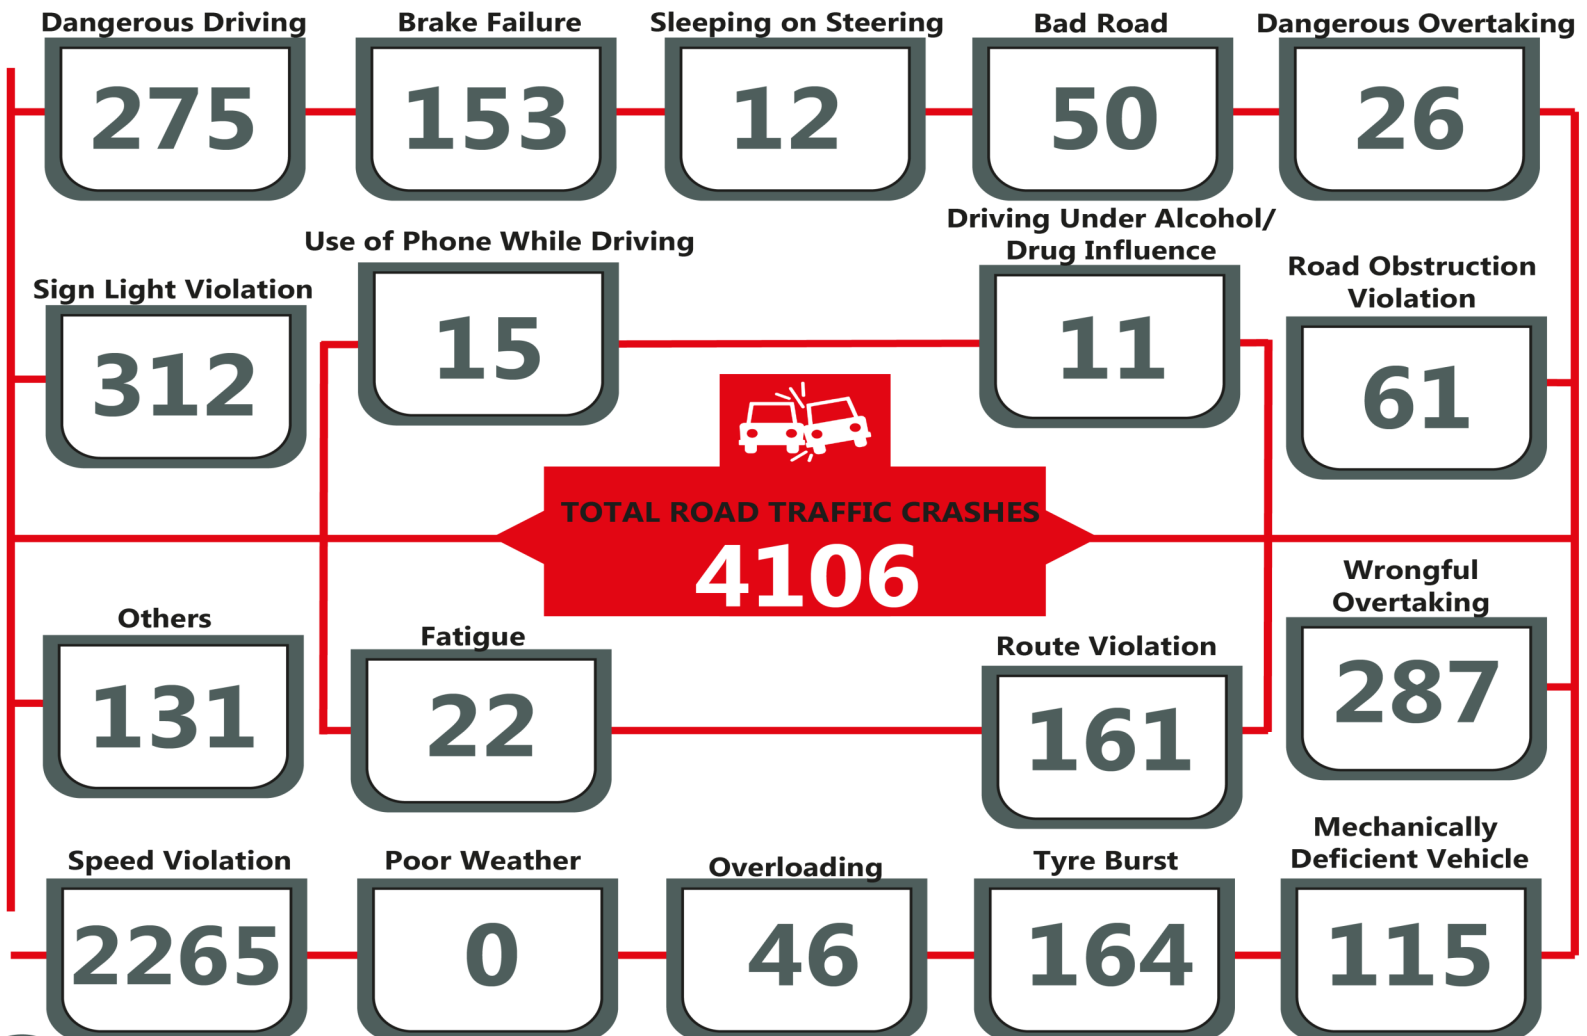 Dangerous Driving
Brake Failure
Sleeping on Steering
Bad Road
Dangerous Overtaking
275
153
12
50
26
Use of Phone While Driving
Driving Under Alcohol/
Drug Influence
Sign Light Violation
Road Obstruction
Violation
15
11
312
61
TOTAL ROAD TRAFFIC CRASHES
4106
Others
Fatigue
Route Violation
Wrongful
Overtaking
131
22
161
287
Speed Violation
Poor Weather
Overloading
Tyre Burst
Mechanically
Deficient Vehicle
2265
0
46
164
115